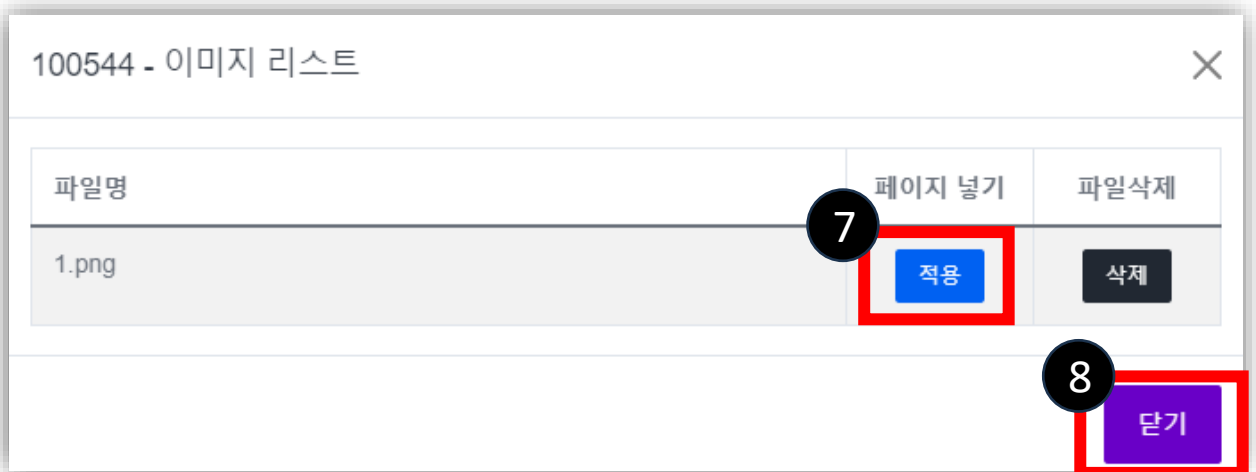 100544 - 이미지 리스트
파일명 페이지 넣기 파일삭제
7
1.png 적용 삭제
8
닫기